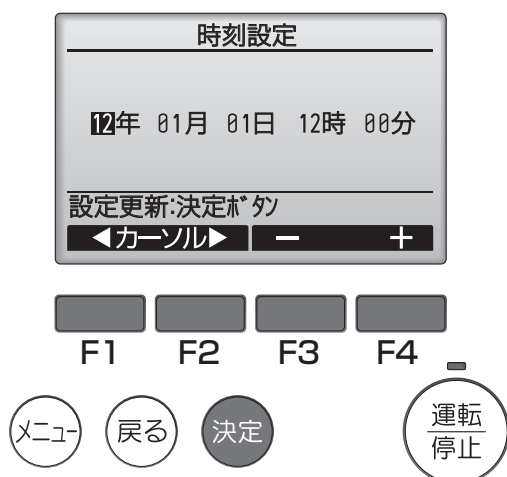 時刻設定
12年 01月 01日 12時 00分
設定更新:決定ボタン
◀カーソル▶ − +
F1 F2 F3 F4
メニュー 戻る 決定 運転
停止